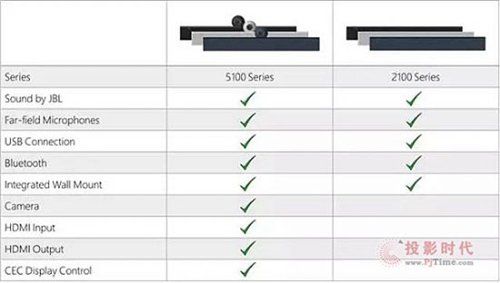 Series 5100 Series 2100 Series
Sound by JBL ✓ ✓
Far-field Microphones ✓ ✓
USB Connection ✓ ✓
Bluetooth ✓ ✓
Integrated Wall Mount ✓ ✓
Camera ✓
HDMI Input ✓
HDMI Output ✓
CEC Display Control ✓
投影时代
www.PjTime.com